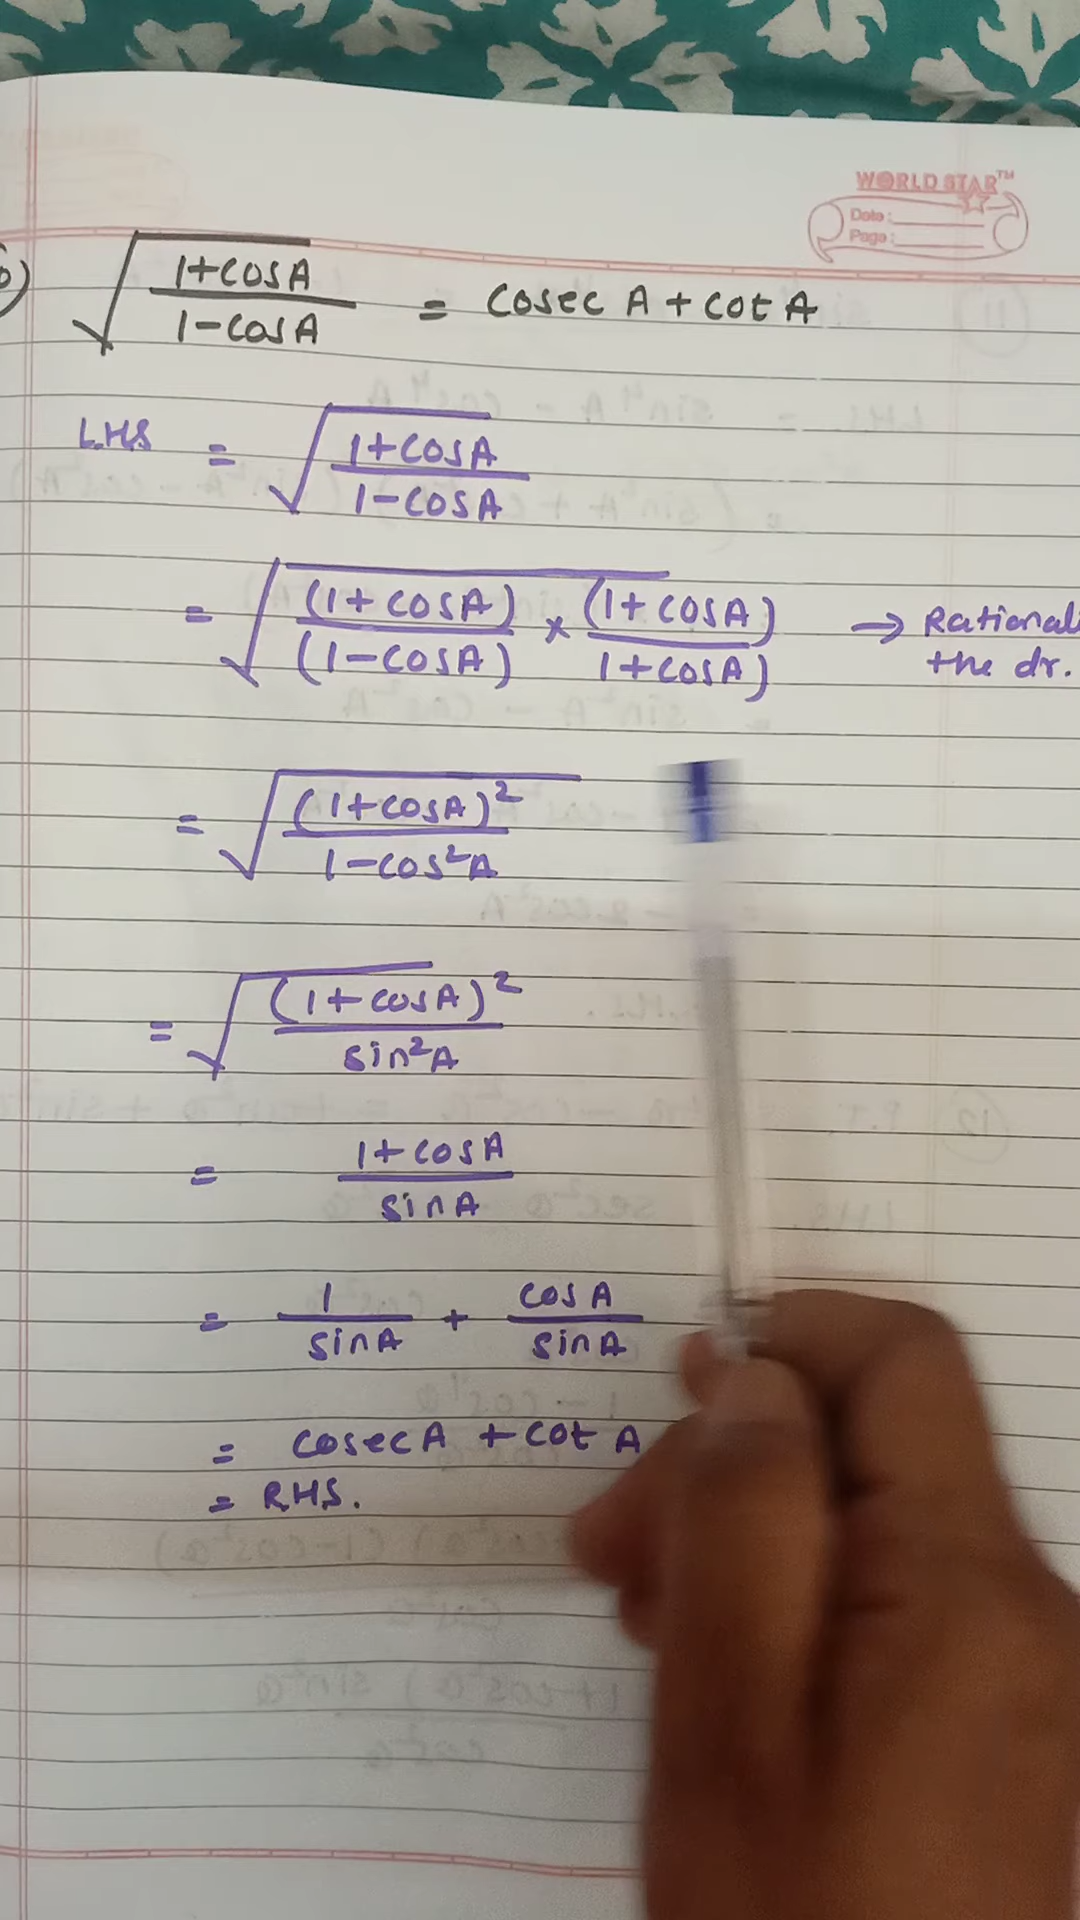 WORLD STAR™
Date :
Page :
√((1+cosA)/(1-cosA)) = cosec A + cot A
LHS = √((1+cosA)/(1-cosA))
= √((1+cosA)/(1-cosA) × (1+cosA)/1+cosA)) → Rational
the dr.
= √((1+cosA)²/(1-cos²A))
= √((1+cosA)²/sin²A)
= (1+cosA)/sinA
= 1/sinA + cosA/sinA
= cosecA + cot A
= RHS.